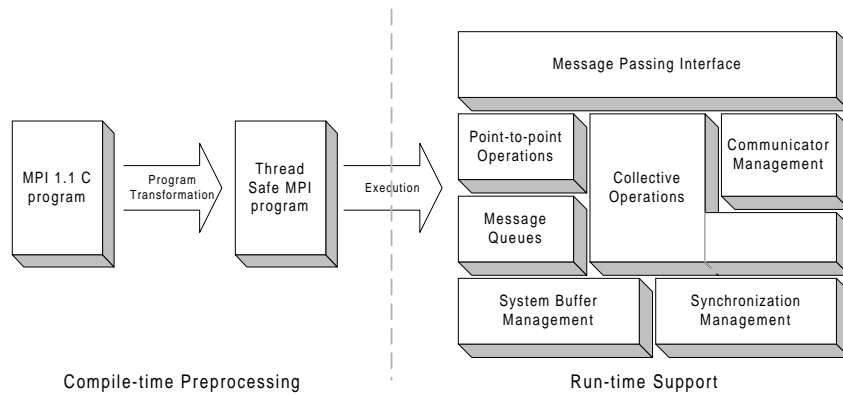 Message Passing Interface
MPI 1.1 C
program
Program
Transformation
Thread
Safe MPI
program
Execution
Point-to-point
Operations
Collective
Operations
Communicator
Management
Message
Queues
System Buffer
Management
Synchronization
Management
Compile-time Preprocessing
Run-time Support